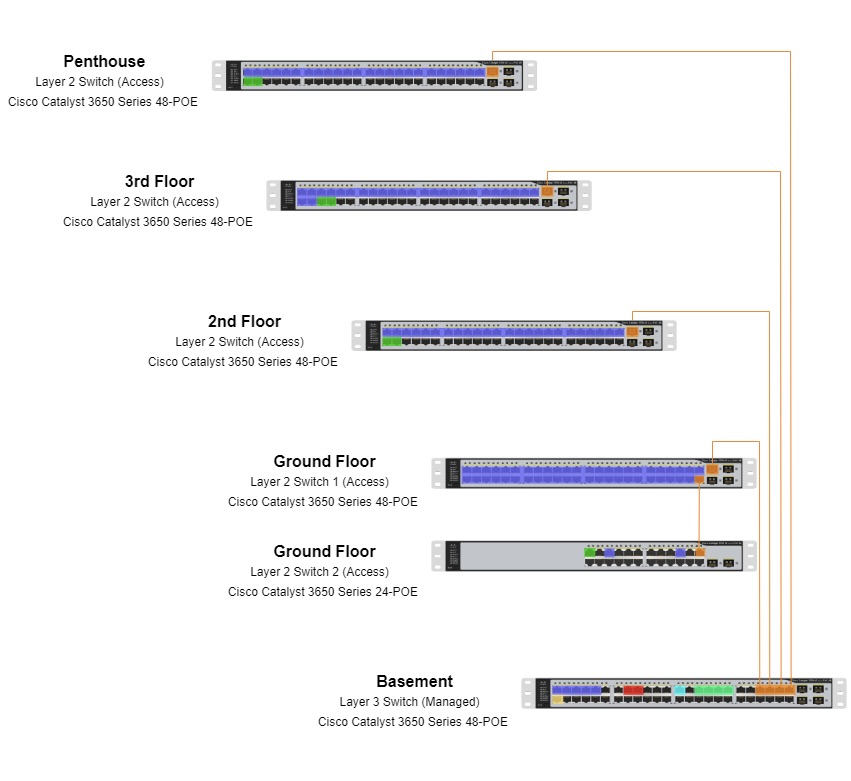 Penthouse
Layer 2 Switch (Access)
Cisco Catalyst 3650 Series 48-POE
3rd Floor
Layer 2 Switch (Access)
Cisco Catalyst 3650 Series 48-POE
2nd Floor
Layer 2 Switch (Access)
Cisco Catalyst 3650 Series 48-POE
Ground Floor
Layer 2 Switch 1 (Access)
Cisco Catalyst 3650 Series 48-POE
Ground Floor
Layer 2 Switch 2 (Access)
Cisco Catalyst 3650 Series 24-POE
Basement
Layer 3 Switch (Managed)
Cisco Catalyst 3650 Series 48-POE